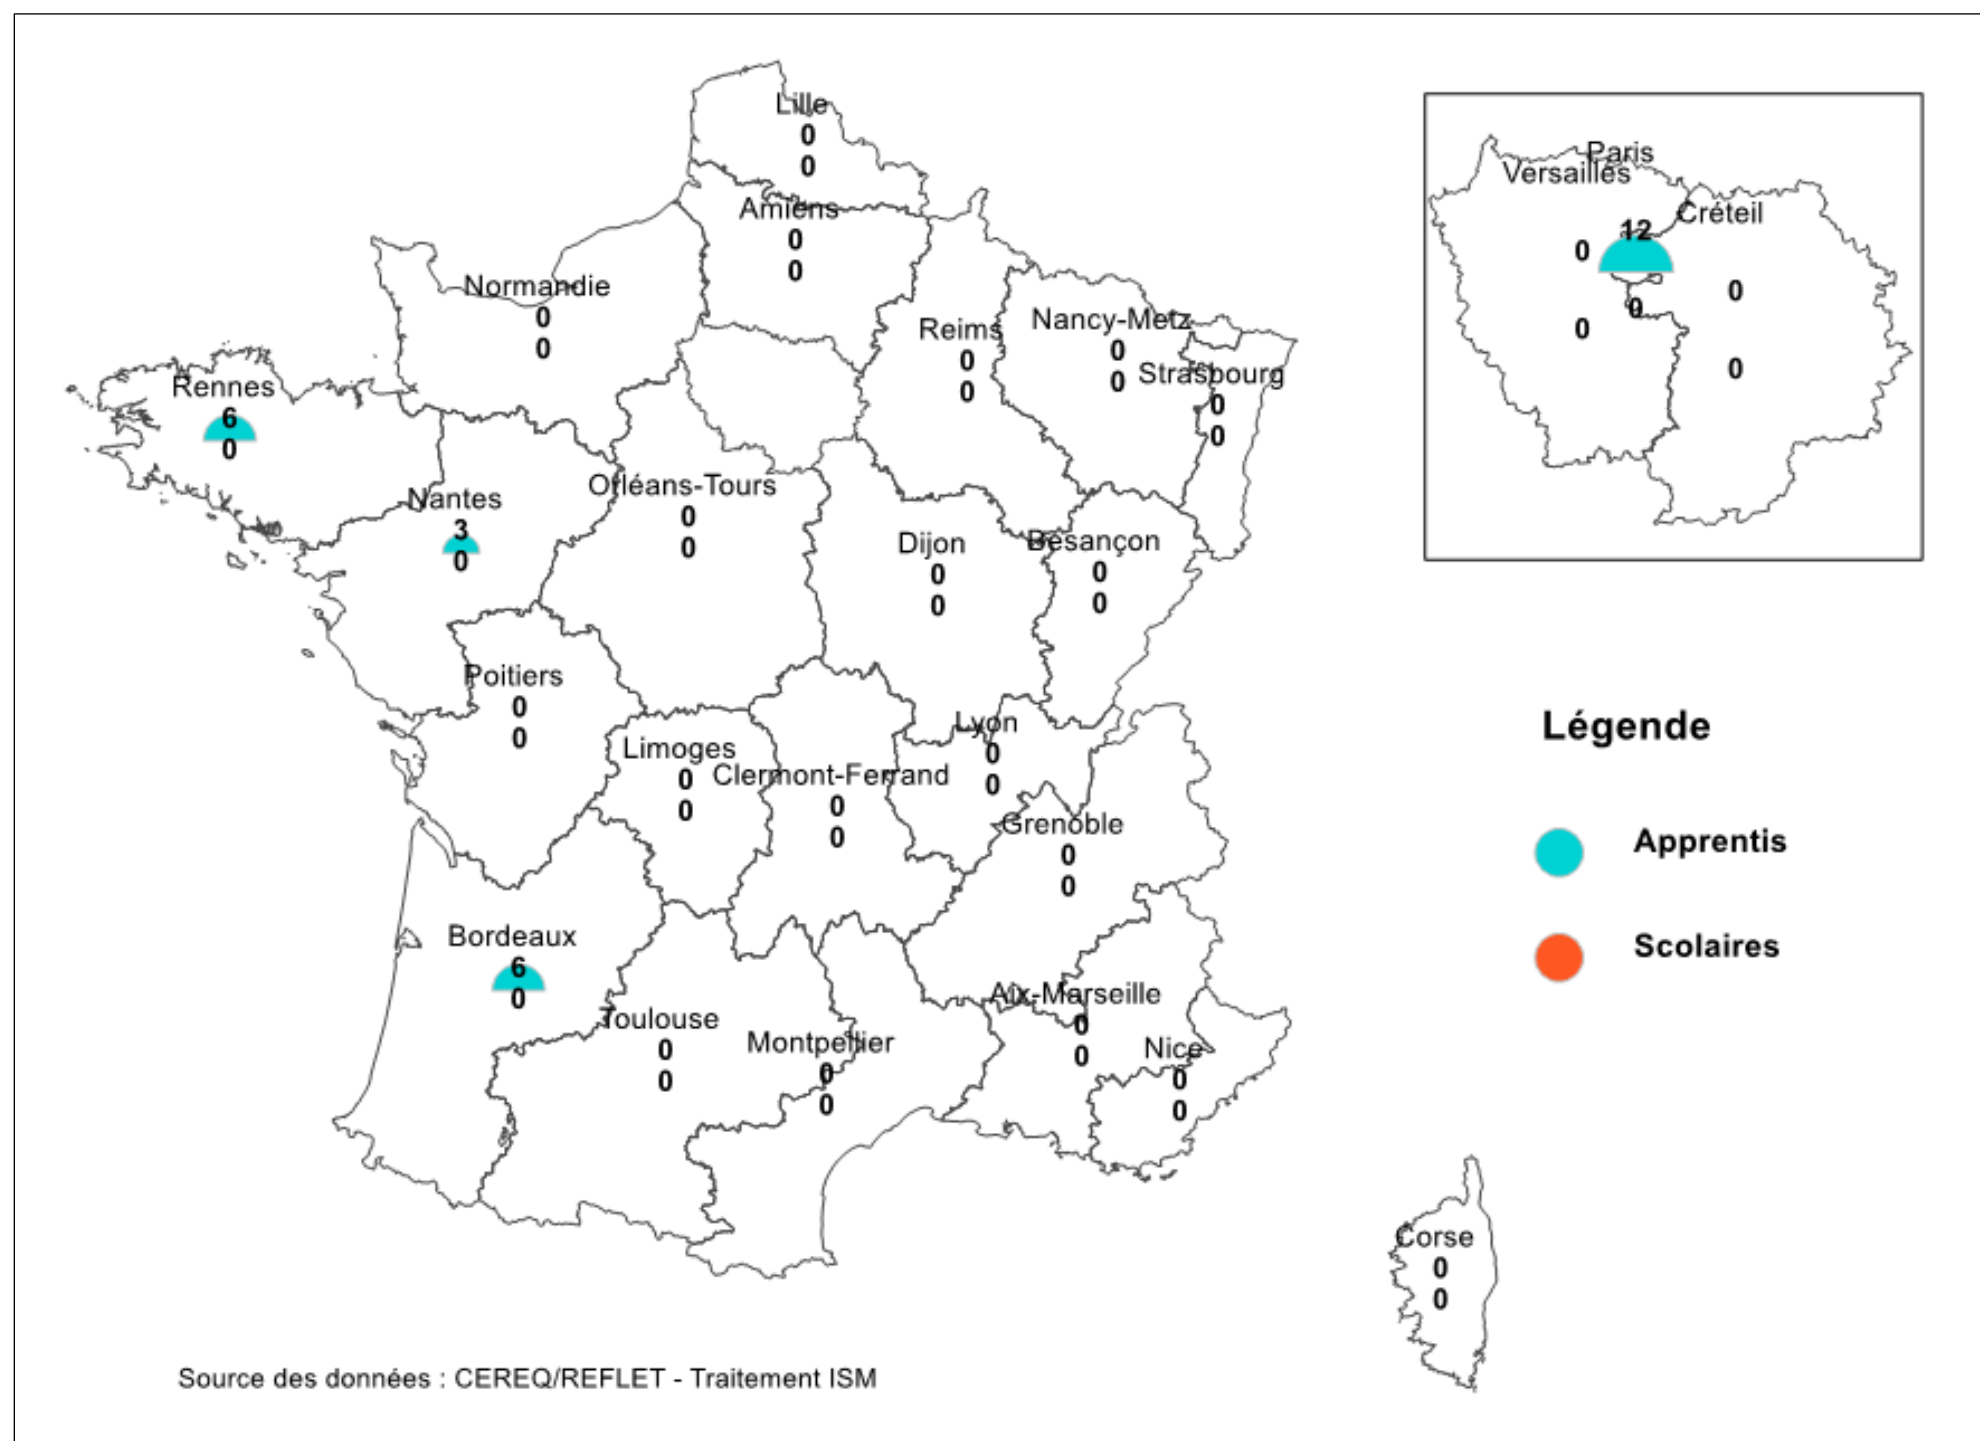 Lille
0
0
Amiens
0
0
Normandie
0
0
Reims
0
0
Nancy-Metz
0
0
Strasbourg
0
0
Rennes
6
0
Nantes
3
0
Orléans-Tours
0
0
Dijon
0
0
Besançon
0
0
Poitiers
0
0
Limoges
0
0
Clermont-Ferrand
0
0
Lyon
0
0
Grenoble
0
0
Bordeaux
6
0
Toulouse
0
0
Montpellier
0
0
Aix-Marseille
0
0
Nice
0
0
Corse
0
0
Paris
12
0
Versailles
0
0
Créteil
0
0
Légende
Apprentis
Scolaires
Source des données : CEREQ/REFLET - Traitement ISM